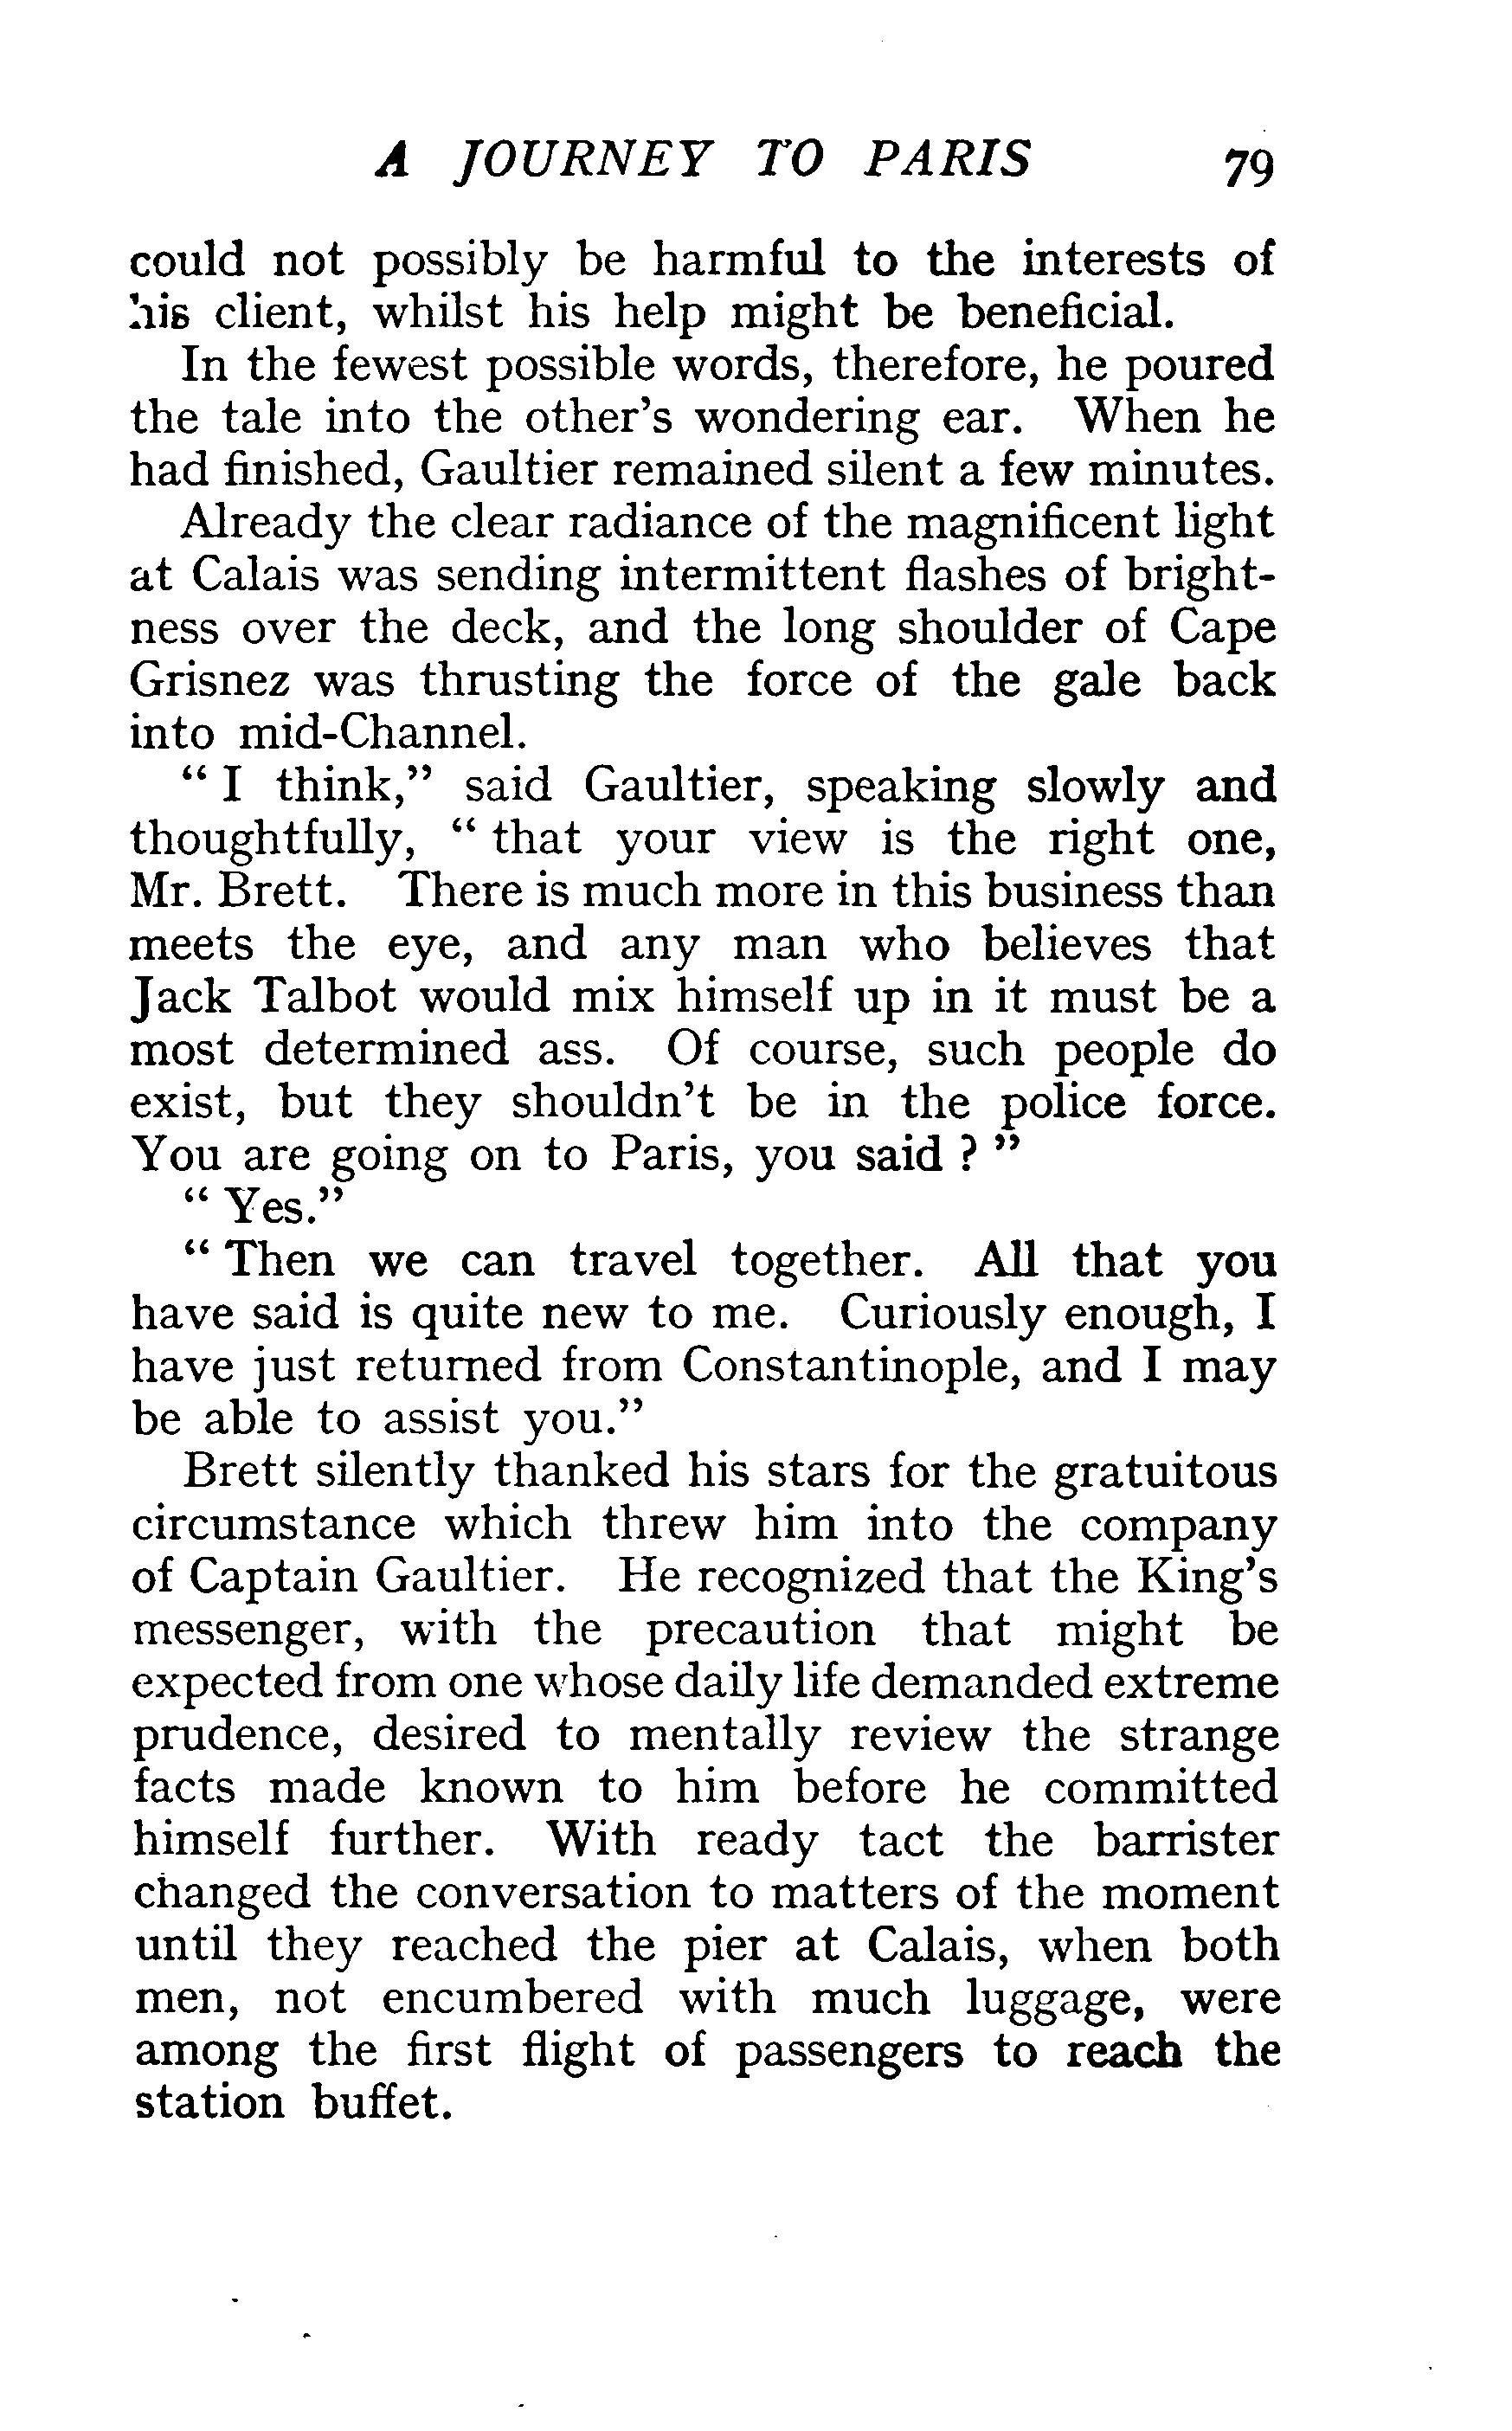 A JOURNEY TO PARIS 79
could not possibly be harmful to the interests of
his client, whilst his help might be beneficial.
In the fewest possible words, therefore, he poured
the tale into the other's wondering ear. When he
had finished, Gaultier remained silent a few minutes.
Already the clear radiance of the magnificent light
at Calais was sending intermittent flashes of bright-
ness over the deck, and the long shoulder of Cape
Grisnez was thrusting the force of the gale back
into mid-Channel.
“ I think,” said Gaultier, speaking slowly and
thoughtfully, “ that your view is the right one,
Mr. Brett. There is much more in this business than
meets the eye, and any man who believes that
Jack Talbot would mix himself up in it must be a
most determined ass. Of course, such people do
exist, but they shouldn't be in the police force.
You are going on to Paris, you said ? ”
“ Yes.”
“ Then we can travel together. All that you
have said is quite new to me. Curiously enough, I
have just returned from Constantinople, and I may
be able to assist you.”
Brett silently thanked his stars for the gratuitous
circumstance which threw him into the company
of Captain Gaultier. He recognized that the King's
messenger, with the precaution that might be
expected from one whose daily life demanded extreme
prudence, desired to mentally review the strange
facts made known to him before he committed
himself further. With ready tact the barrister
changed the conversation to matters of the moment
until they reached the pier at Calais, when both
men, not encumbered with much luggage, were
among the first flight of passengers to reach the
station buffet.